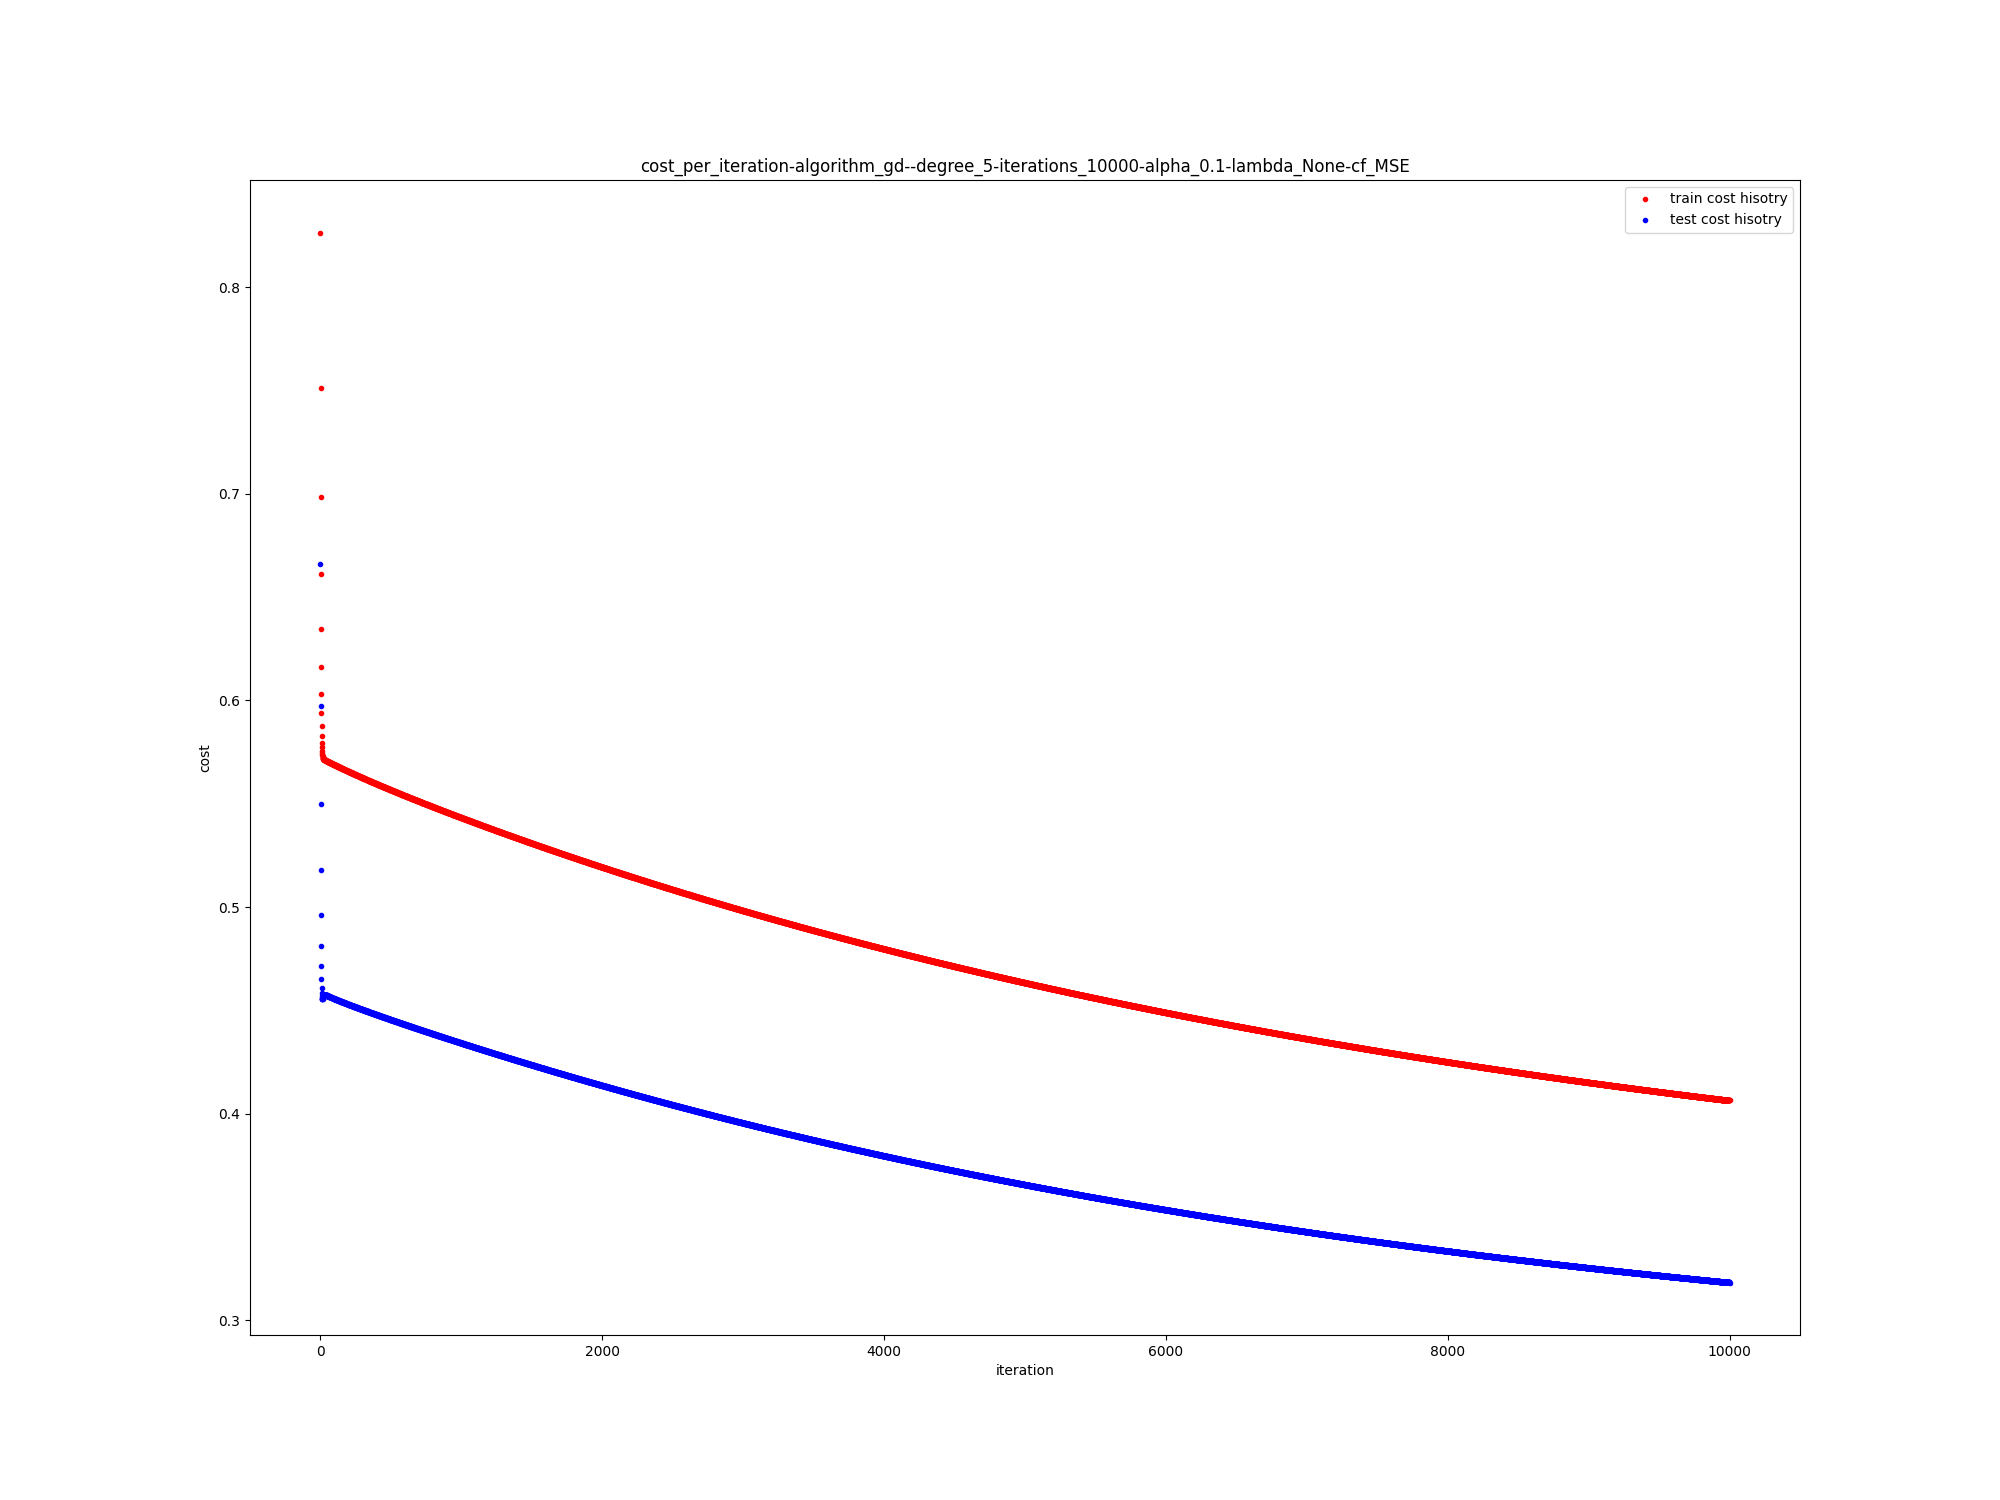 cost_per_iteration-algorithm_gd--degree_5-iterations_10000-alpha_0.1-lambda_None-cf_MSE
train cost hisotry
test cost hisotry
cost
0.8
0.7
0.6
0.5
0.4
0.3
0 2000 4000 6000 8000 10000
iteration